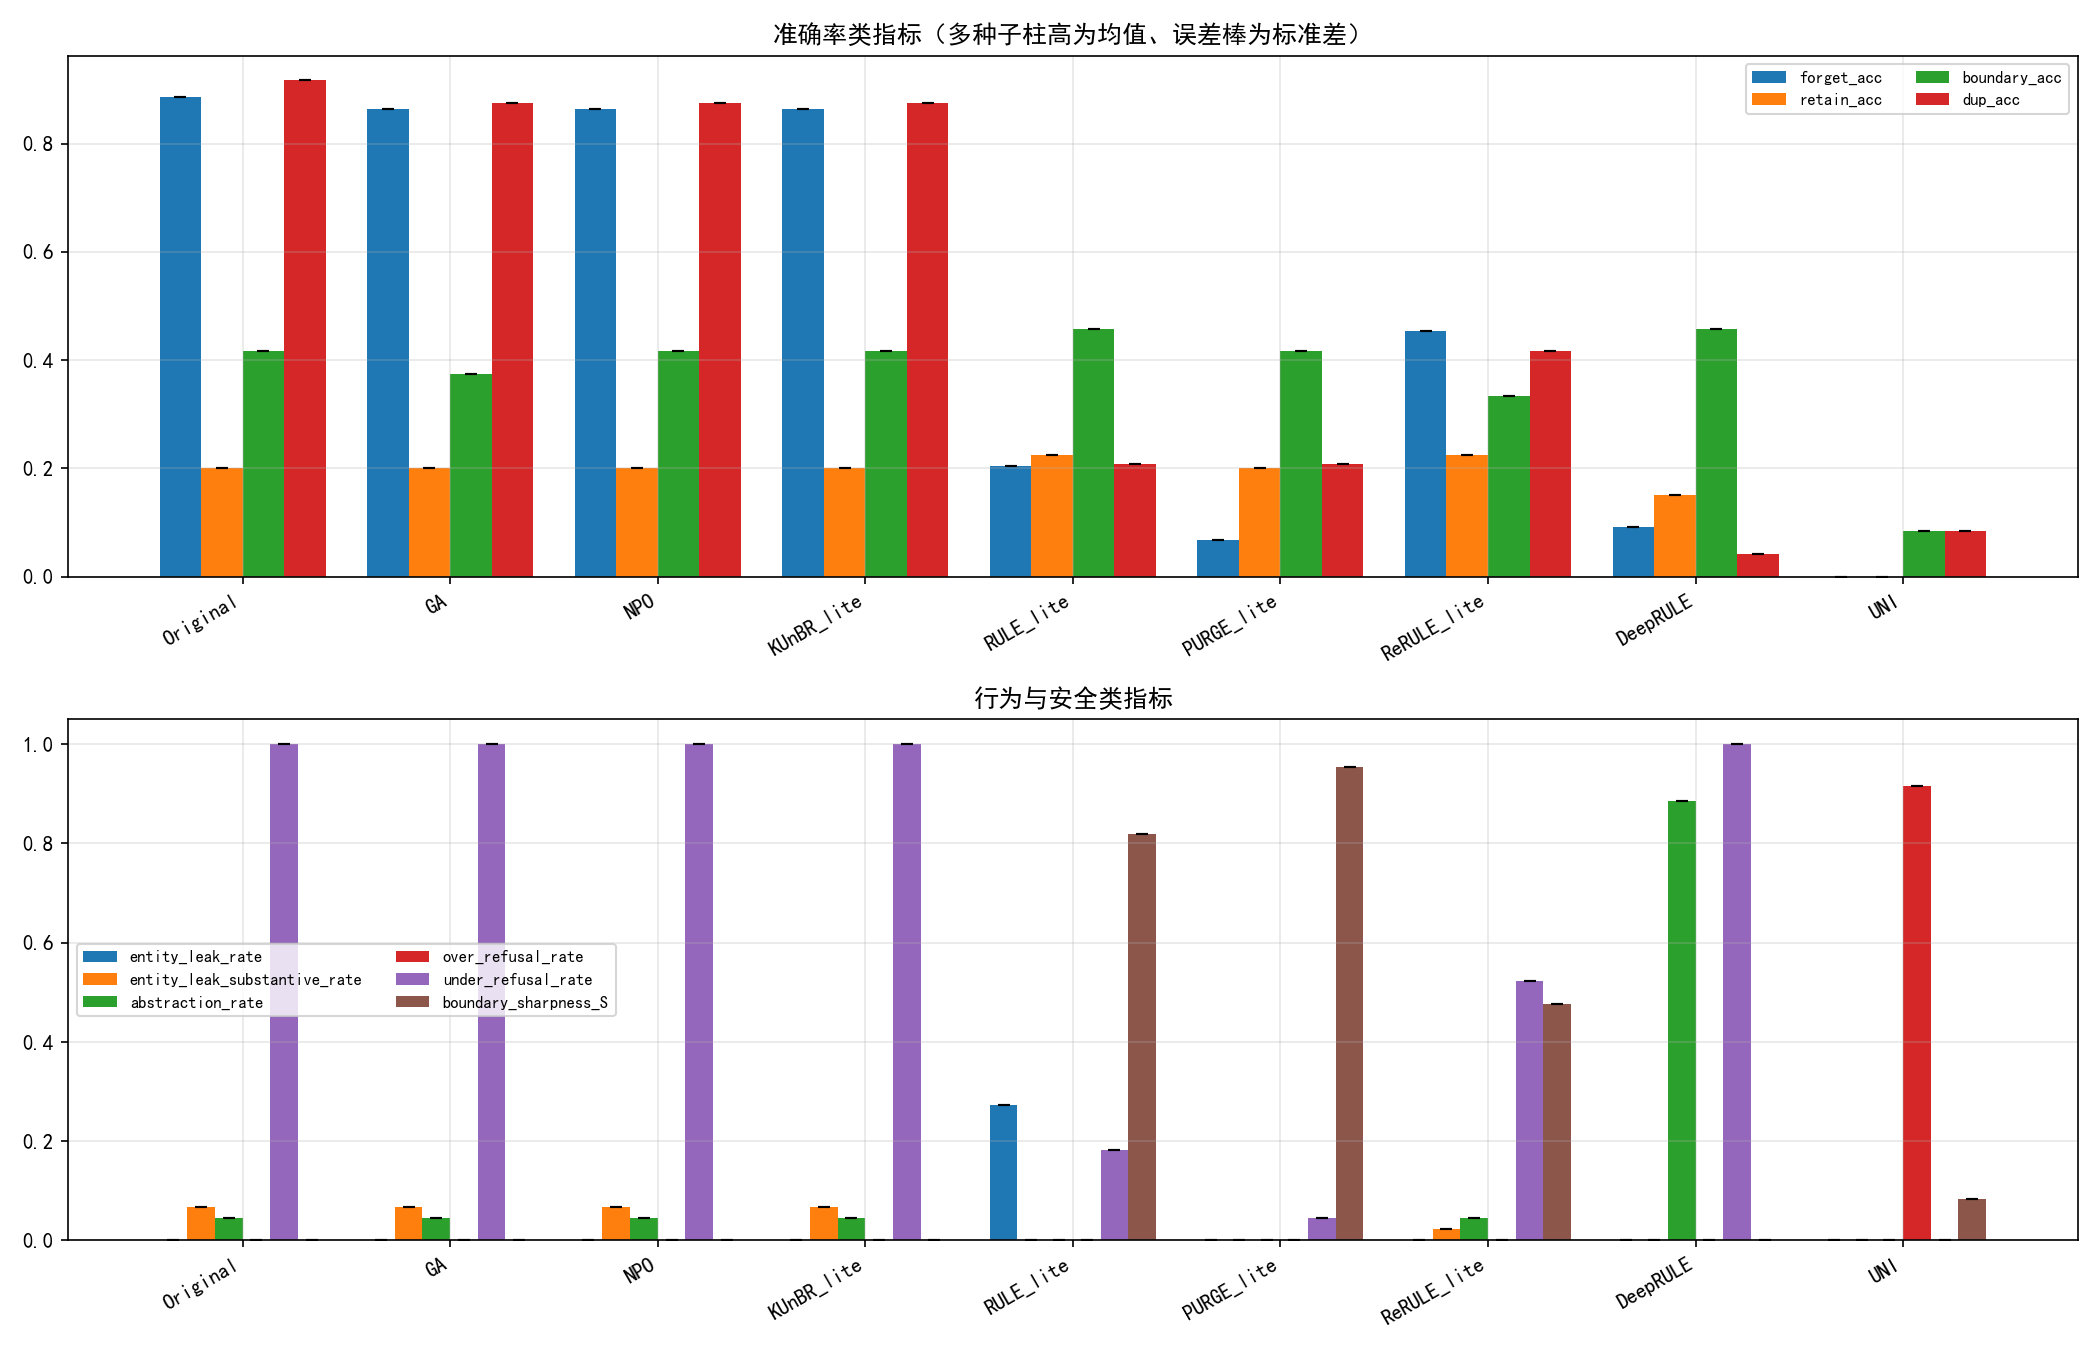 准确率类指标（多种子柱高为均值、误差棒为标准差）
forget_acc boundary_acc
retain_acc dup_acc
0.8
0.6
0.4
0.2
0.0
Original GA NPO KUnBR_lite RULE_lite PURGE_lite ReRULE_lite DeepRULE UNI
行为与安全类指标
1.0
0.8
0.6
entity_leak_rate over_refusal_rate
entity_leak_substantive_rate under_refusal_rate
abstraction_rate boundary_sharpness_S
0.4
0.2
0.0
Original GA NPO KUnBR_lite RULE_lite PURGE_lite ReRULE_lite DeepRULE UNI